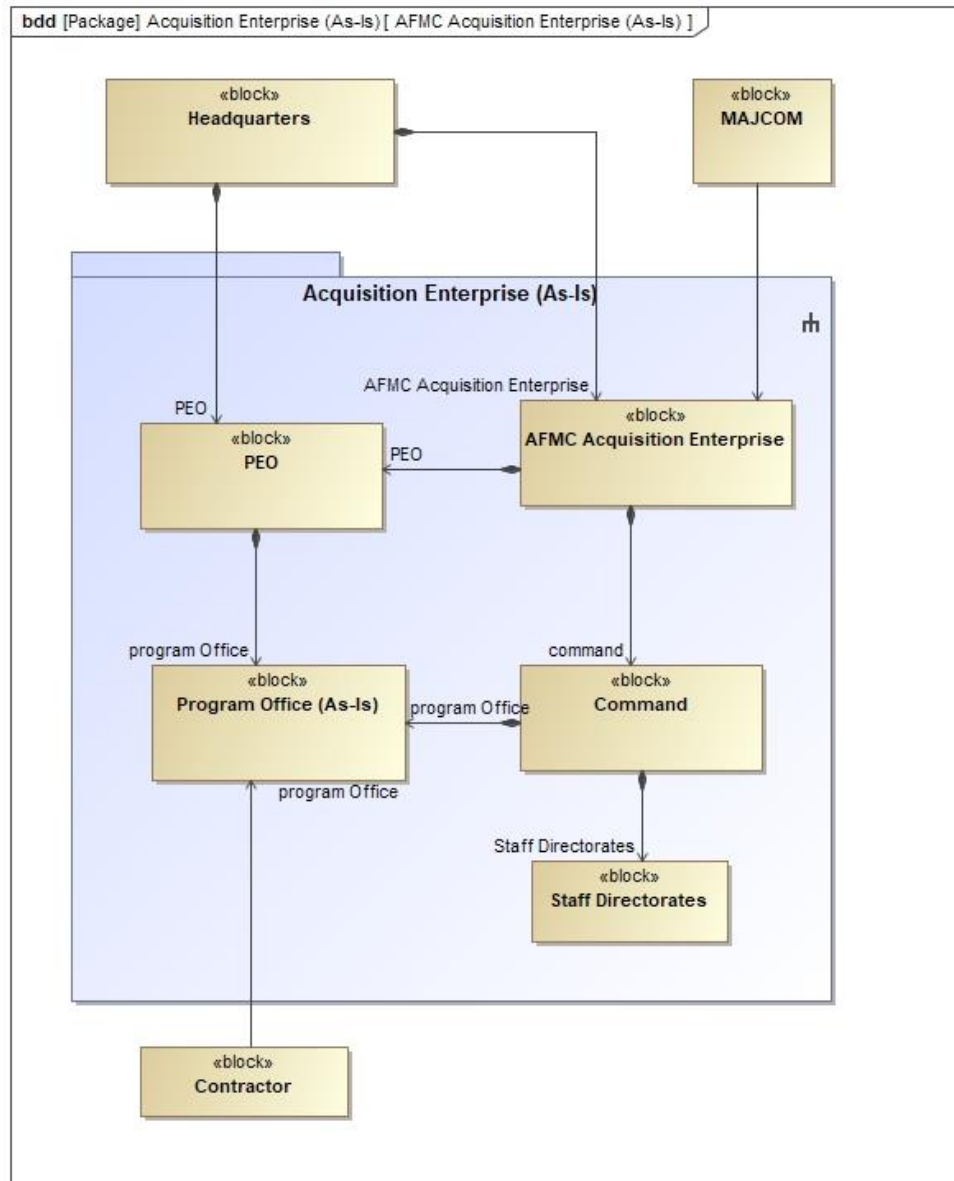 bdd [Package] Acquisition Enterprise (As-Is) [ AFMC Acquisition Enterprise (As-Is) ]
«block»
Headquarters
«block»
MAJCOM
Acquisition Enterprise (As-Is)
AFMC Acquisition Enterprise
PEO
«block»
AFMC Acquisition Enterprise
«block»
PEO
PEO
program Office
command
«block»
Program Office (As-Is)
program Office
«block»
Command
program Office
Staff Directorates
«block»
Staff Directorates
«block»
Contractor